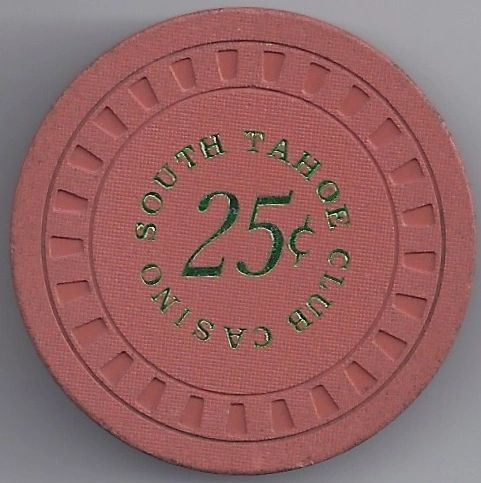 SOUTH TAHOE CLUB CASINO
25¢